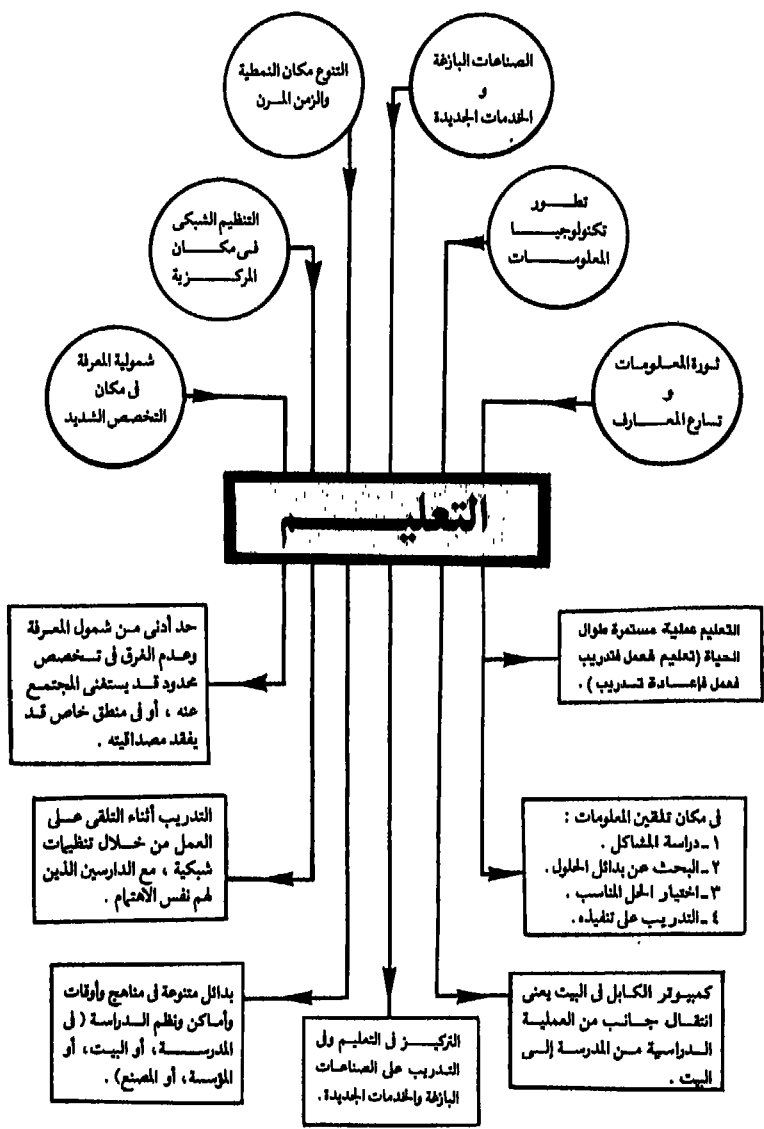 الصناعات البازغة
و
الخدمات الجديدة
التنوع مكان النمطية
والزمن المرن
تطور
تكنولوجيا
المعلومات
التنظيم الشبكى
فى مكان
المركزية
ثورة المعلومات
و
تسارع المعارف
شمولية المعرفة
فى مكان
التخصص الشديد
التعليم
التعليم عملية مستمرة طوال
الحياة (تعليم فعمل فتدريب
فعمل فإعادة تدريب) .
حد أدنى من شمول المعرفة
وعدم الغرق فى تخصص
محدود قد يستغنى المجتمع
عنه ، أو فى منطق خاص قد
يفقد مصداقيته .
فى مكان تلقين المعلومات :
١ ـ دراسة المشاكل .
٢ ـ البحث عن بدائل الحلول .
٣ ـ اختيار الحل المناسب .
٤ ـ التدريب على تنفيذه .
التدريب أثناء التلقى على
العمل من خلال تنظيمات
شبكية ، مع الدارسين الذين
لهم نفس الاهتمام .
كمبيوتر الكابل فى البيت يعنى
انتقال جانب من العملية
الدراسية من المدرسة إلى
البيت .
التركيز فى التعليم وفى
التدريب على الصناعات
البازغة والخدمات الجديدة .
بدائل متنوعة فى مناهج وأوقات
وأماكن ونظم الدراسة ( فى
المدرسة ، أو البيت ، أو
المؤسسة ، أو المصنع) .